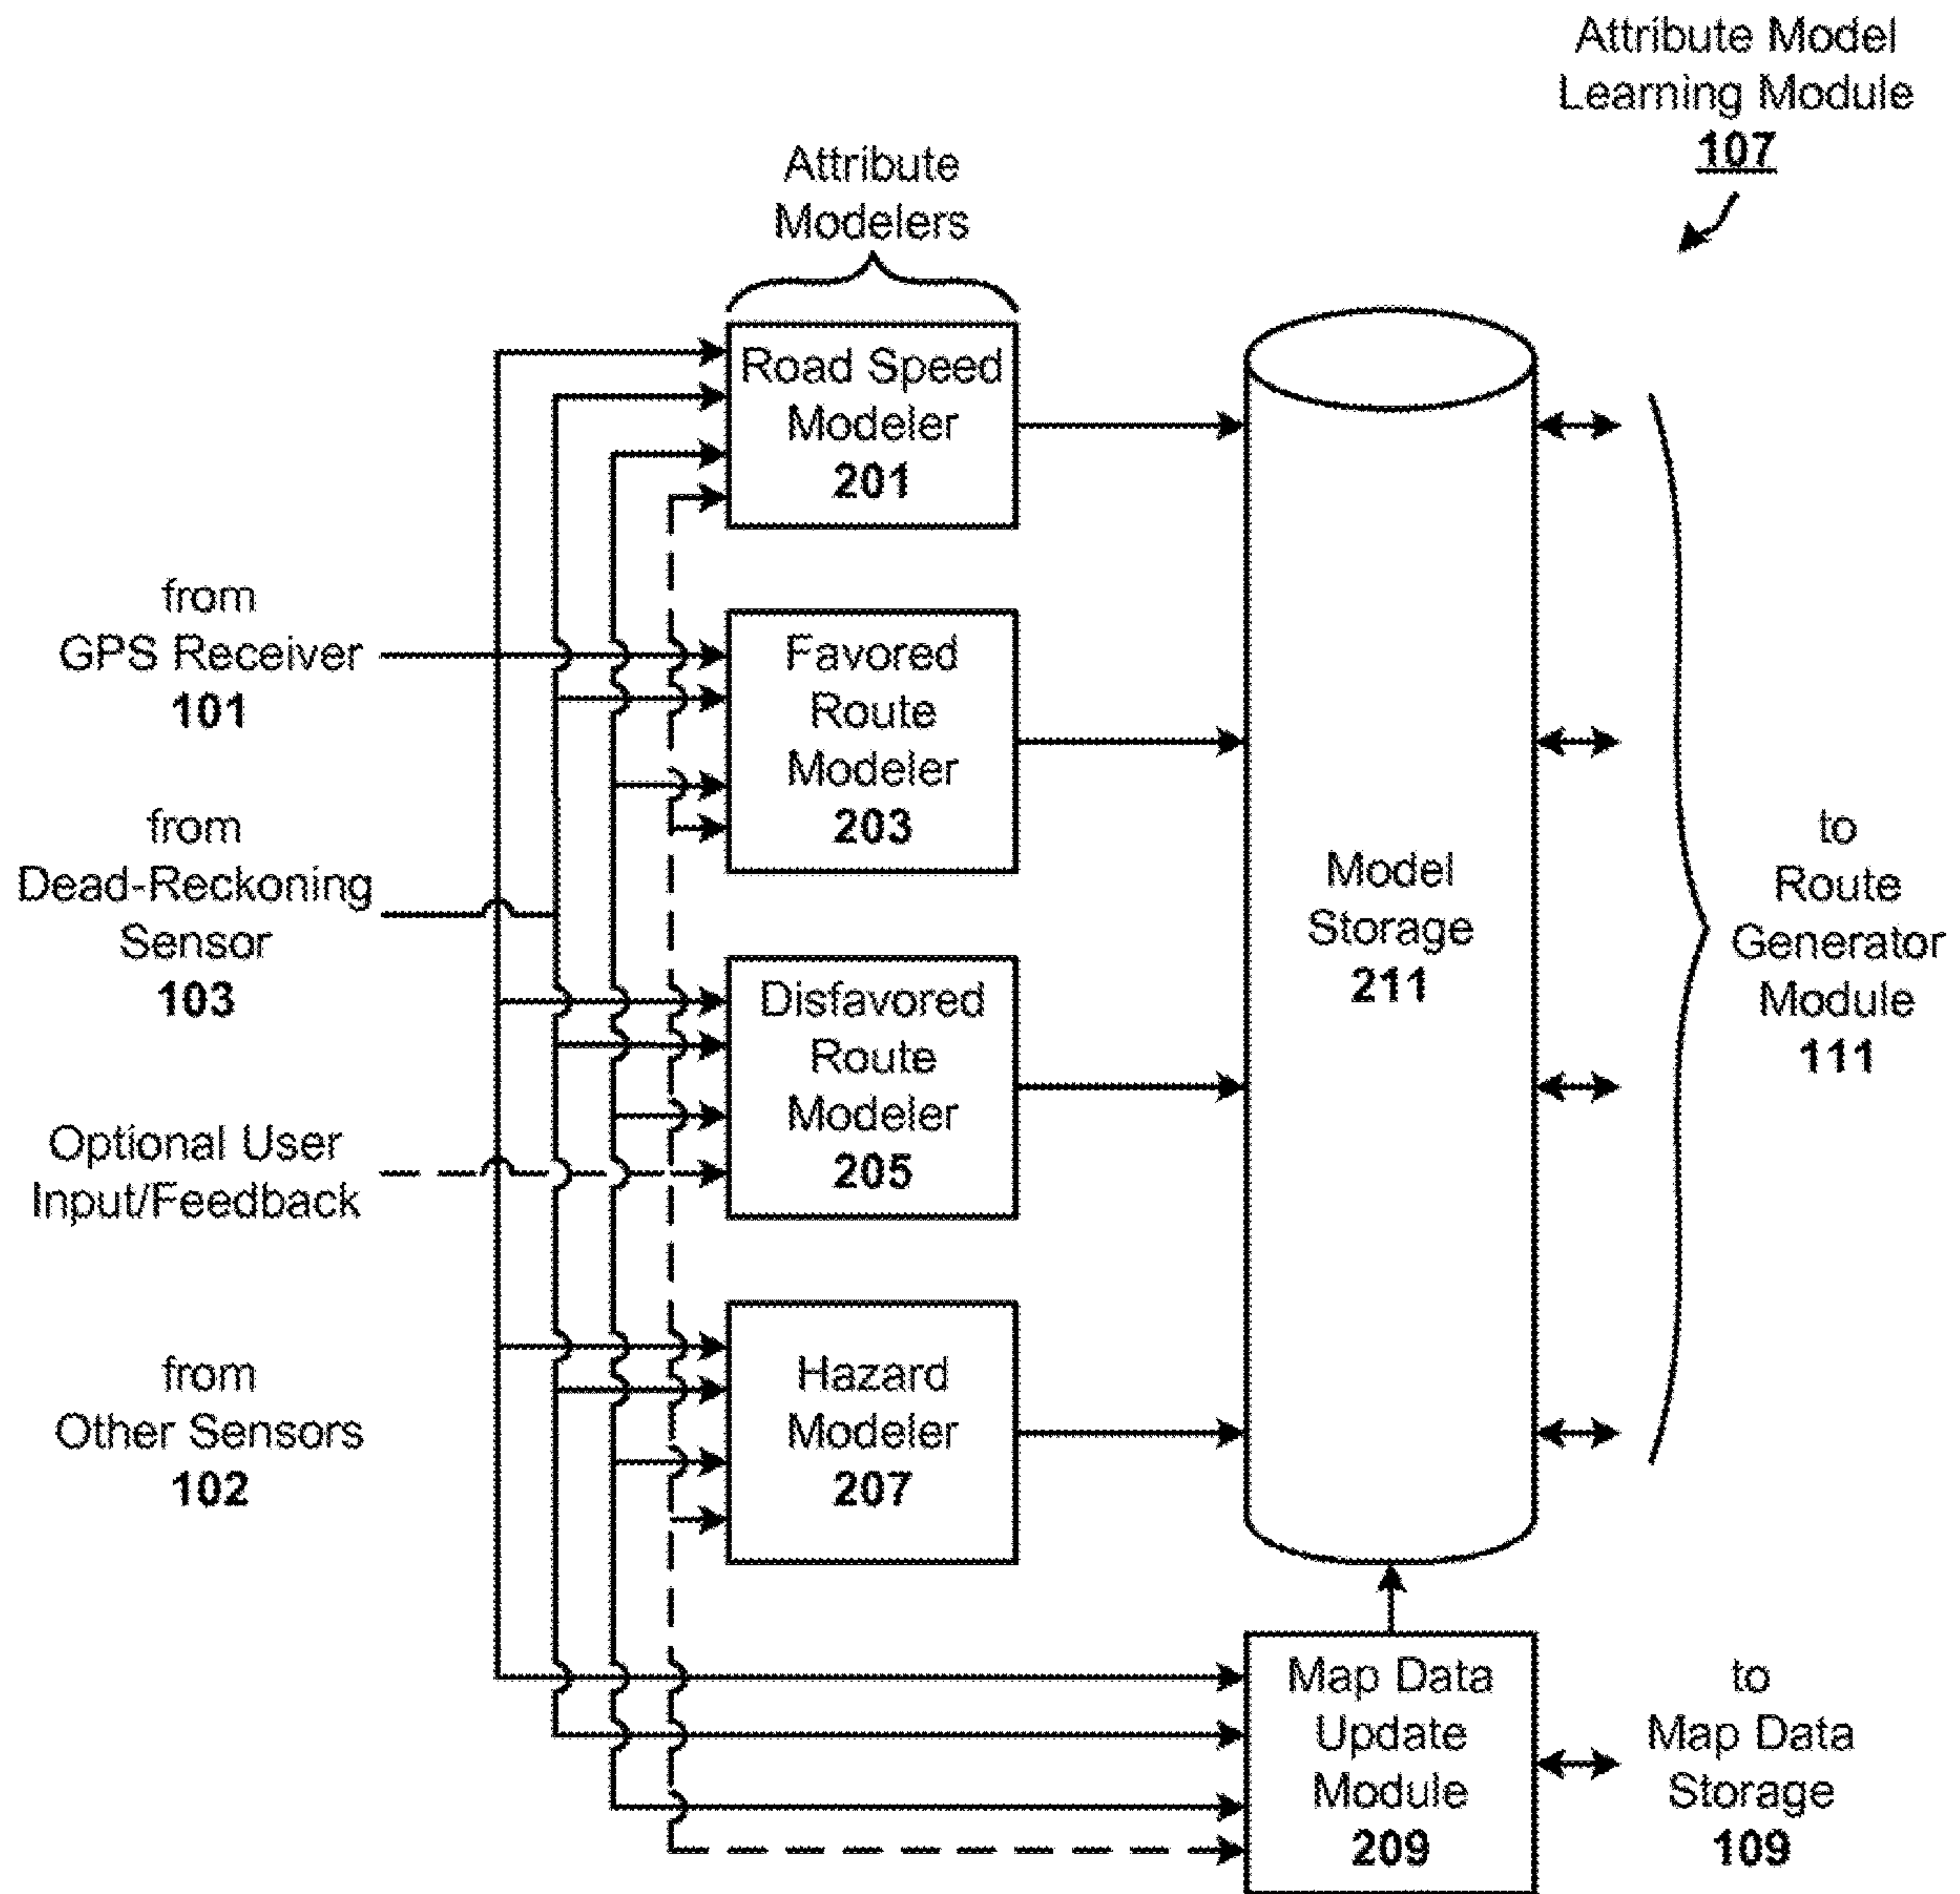 Attribute Model
Learning Module
107
Attribute
Modelers
Road Speed
Modeler
201
from
GPS Receiver
101
Favored
Route
Modeler
203
from
Dead-Reckoning
Sensor
103
Model
Storage
211
to
Route
Generator
Module
111
Disfavored
Route
Modeler
205
Optional User
Input/Feedback
from
Other Sensors
102
Hazard
Modeler
207
Map Data
Update
Module
209
to
Map Data
Storage
109